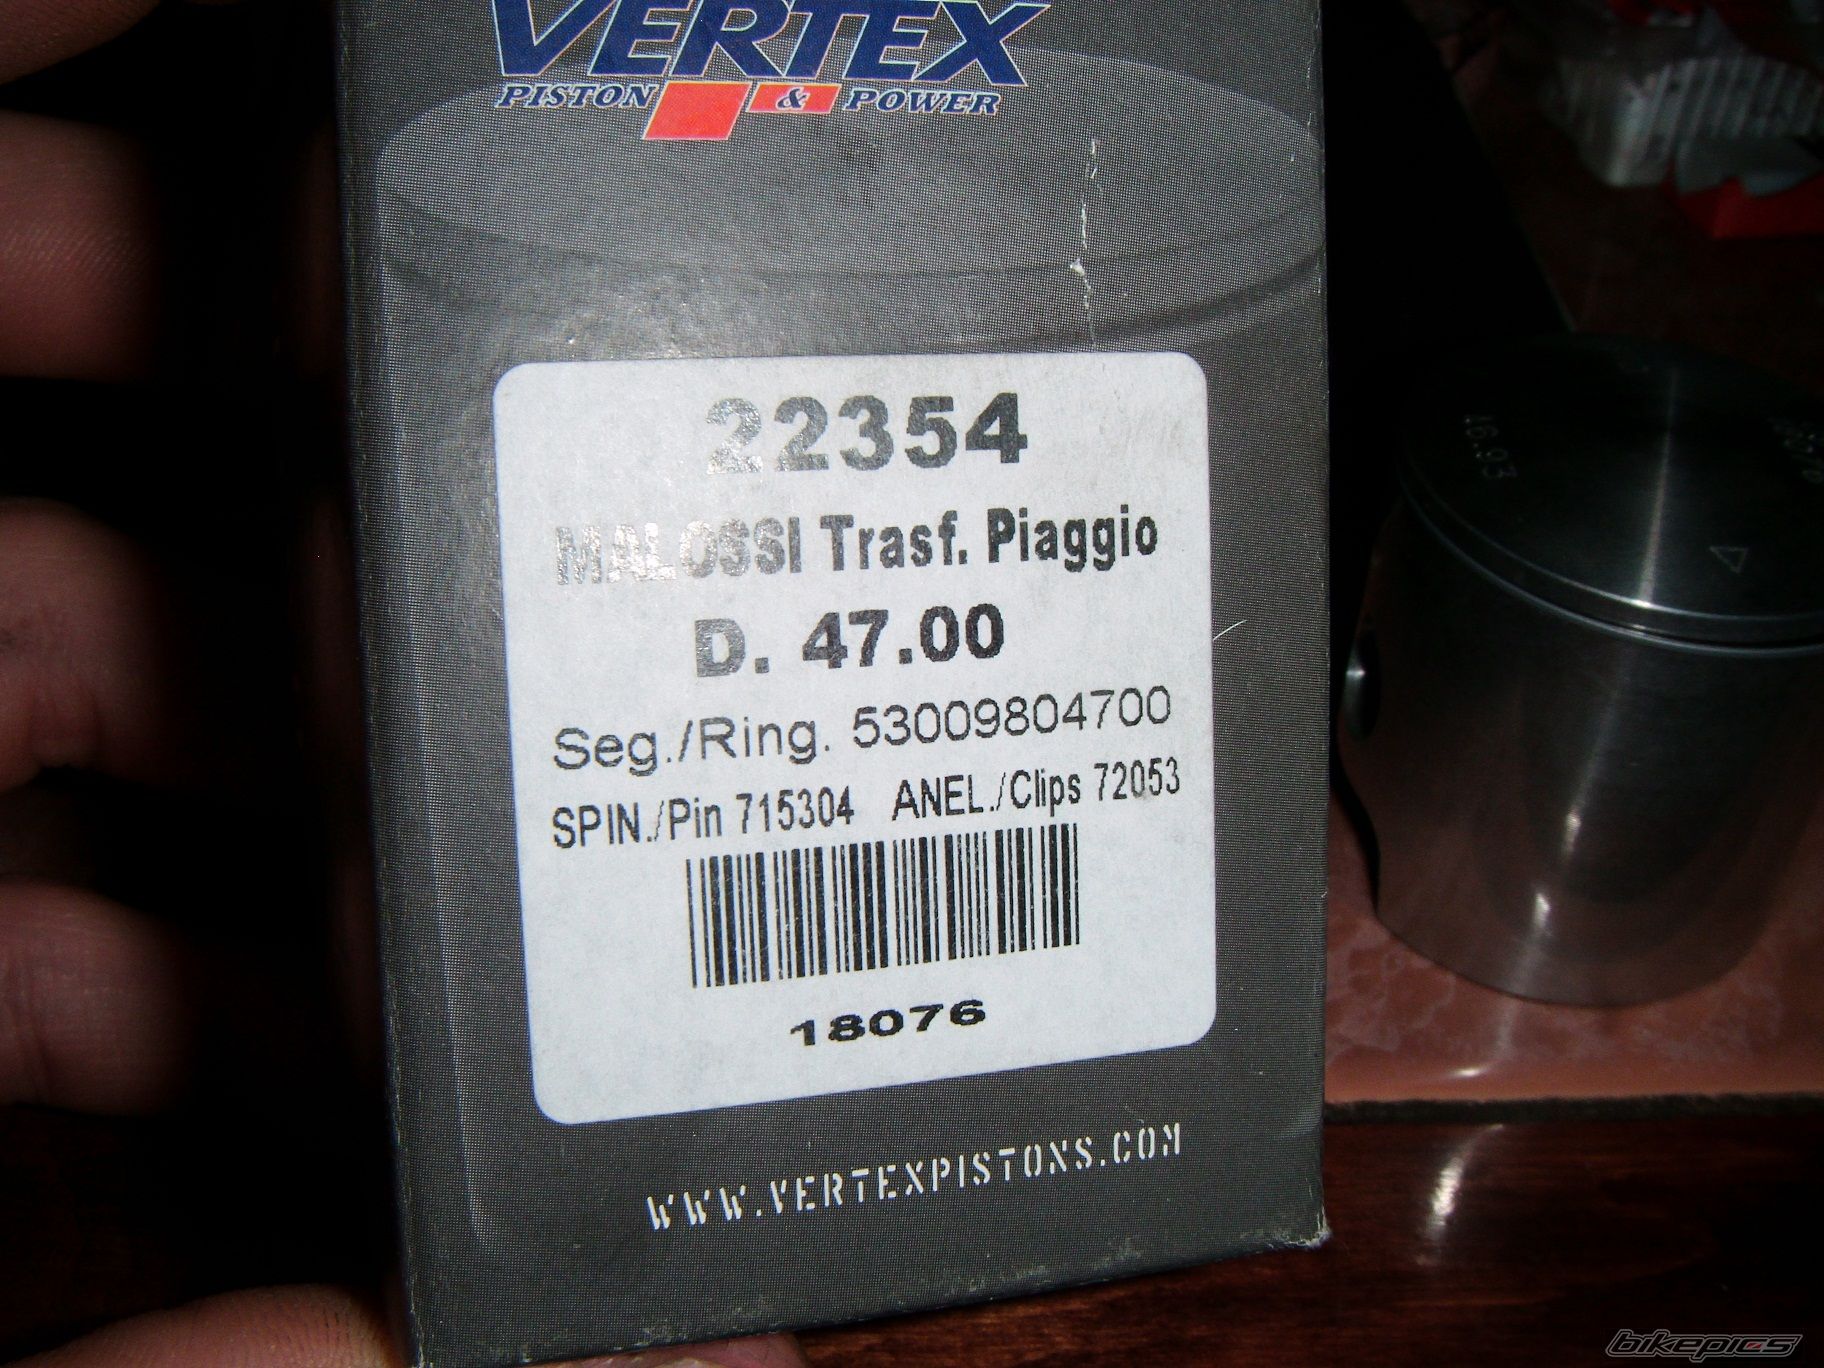 VERTEX
PISTON & POWER
22354
MALOSSI Trasf. Piaggio
D. 47.00
Seg./Ring. 53009804700
SPIN./Pin 715304 ANEL./Clips 72053
18076
WWW.VERTEXPISTONS.COM
46.93
bikepics